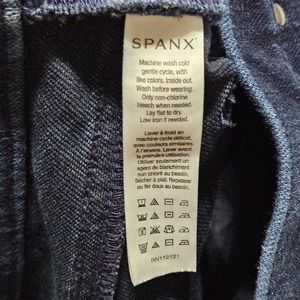 SPANX
Machine wash cold
gentle cycle, with
like colors. Inside out.
Wash before wearing.
Only non-chlorine
bleach when needed.
Lay flat to dry.
Low iron if needed.
Laver à froid en
machine cycle délicat,
avec couleurs similaires
À l'envers. Lavage avant
la première utilisation.
Utilizer seulement un
agent de blanchiment
non chloré au besoin.
Sécher à plat. Repassage
au fer doux au besoin.
RN112121